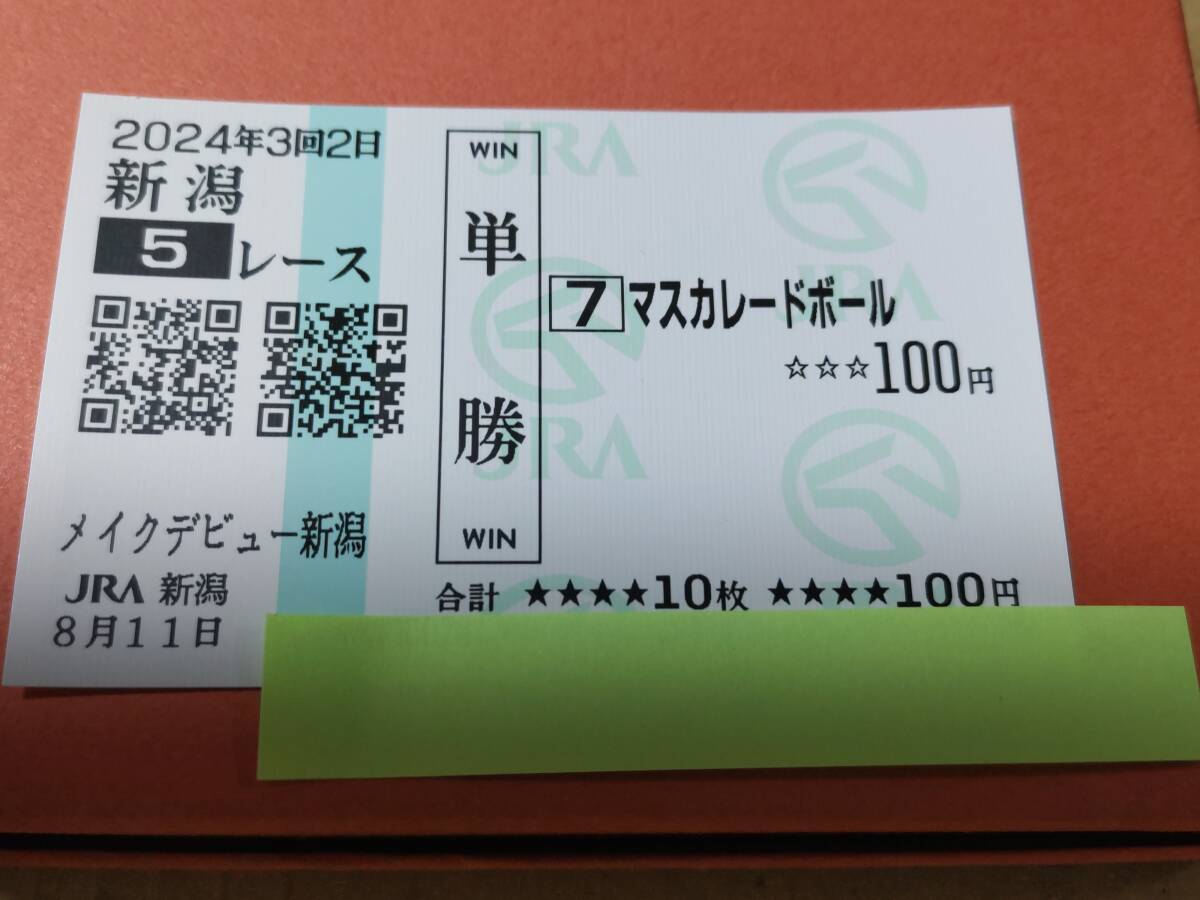 2024年3回2日
新潟
5レース
メイクデビュー新潟
JRA 新潟
8月11日
WIN
単勝
WIN
7 マスカレードボール
☆☆☆100円
合計 ★★★★10枚 ★★★★100円
JRA
JRA
JRA